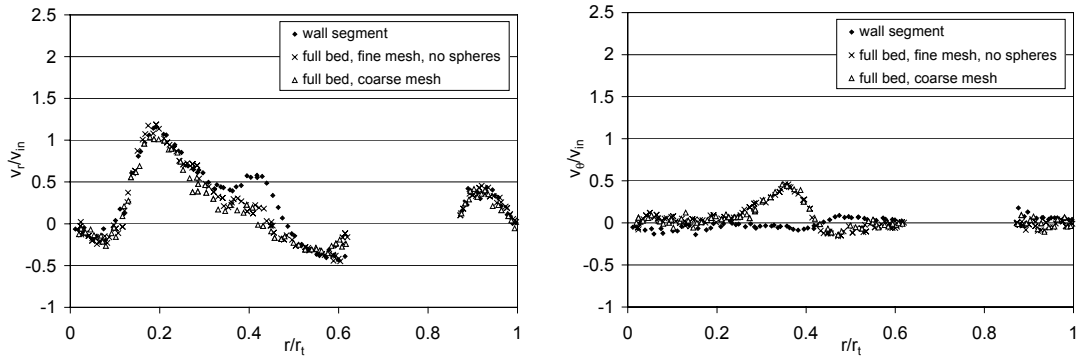 2.5
2
1.5
1
0.5
0
-0.5
-1
vr/vin
wall segment
full bed, fine mesh, no spheres
full bed, coarse mesh
0 0.2 0.4 0.6 0.8 1
r/rt
2.5
2
1.5
1
0.5
0
-0.5
-1
vθ/vin
wall segment
full bed, fine mesh, no spheres
full bed, coarse mesh
0 0.2 0.4 0.6 0.8 1
r/rt